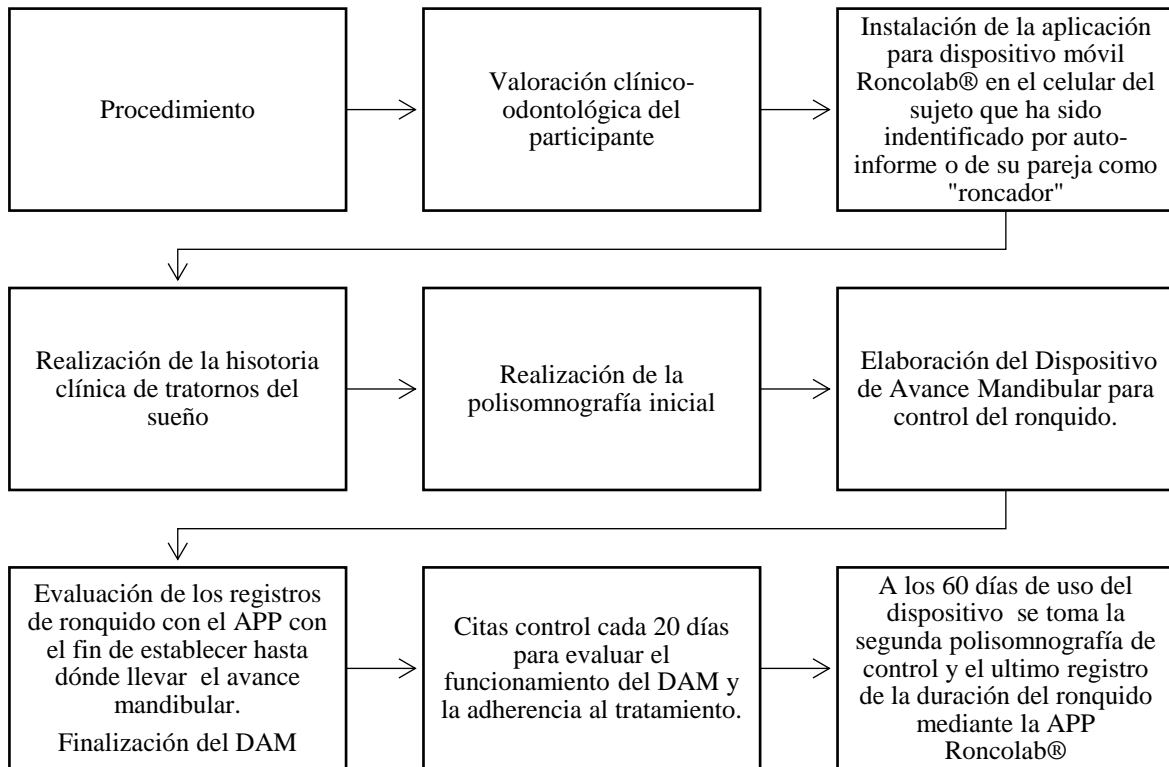 Procedimiento
Valoración clínico-
odontológica del
participante
Instalación de la aplicación
para dispositivo móvil
Roncolab® en el celular del
sujeto que ha sido
indentificado por auto-
informe o de su pareja como
"roncador"
Realización de la hisotoria
clínica de tratornos del
sueño
Realización de la
polisomnografía inicial
Elaboración del Dispositivo
de Avance Mandibular para
control del ronquido.
Evaluación de los registros
de ronquido con el APP con
el fin de establecer hasta
dónde llevar el avance
mandibular.
Finalización del DAM
Citas control cada 20 días
para evaluar el
funcionamiento del DAM y
la adherencia al tratamiento.
A los 60 días de uso del
dispositivo se toma la
segunda polisomnografía de
control y el ultimo registro
de la duración del ronquido
mediante la APP
Roncolab®